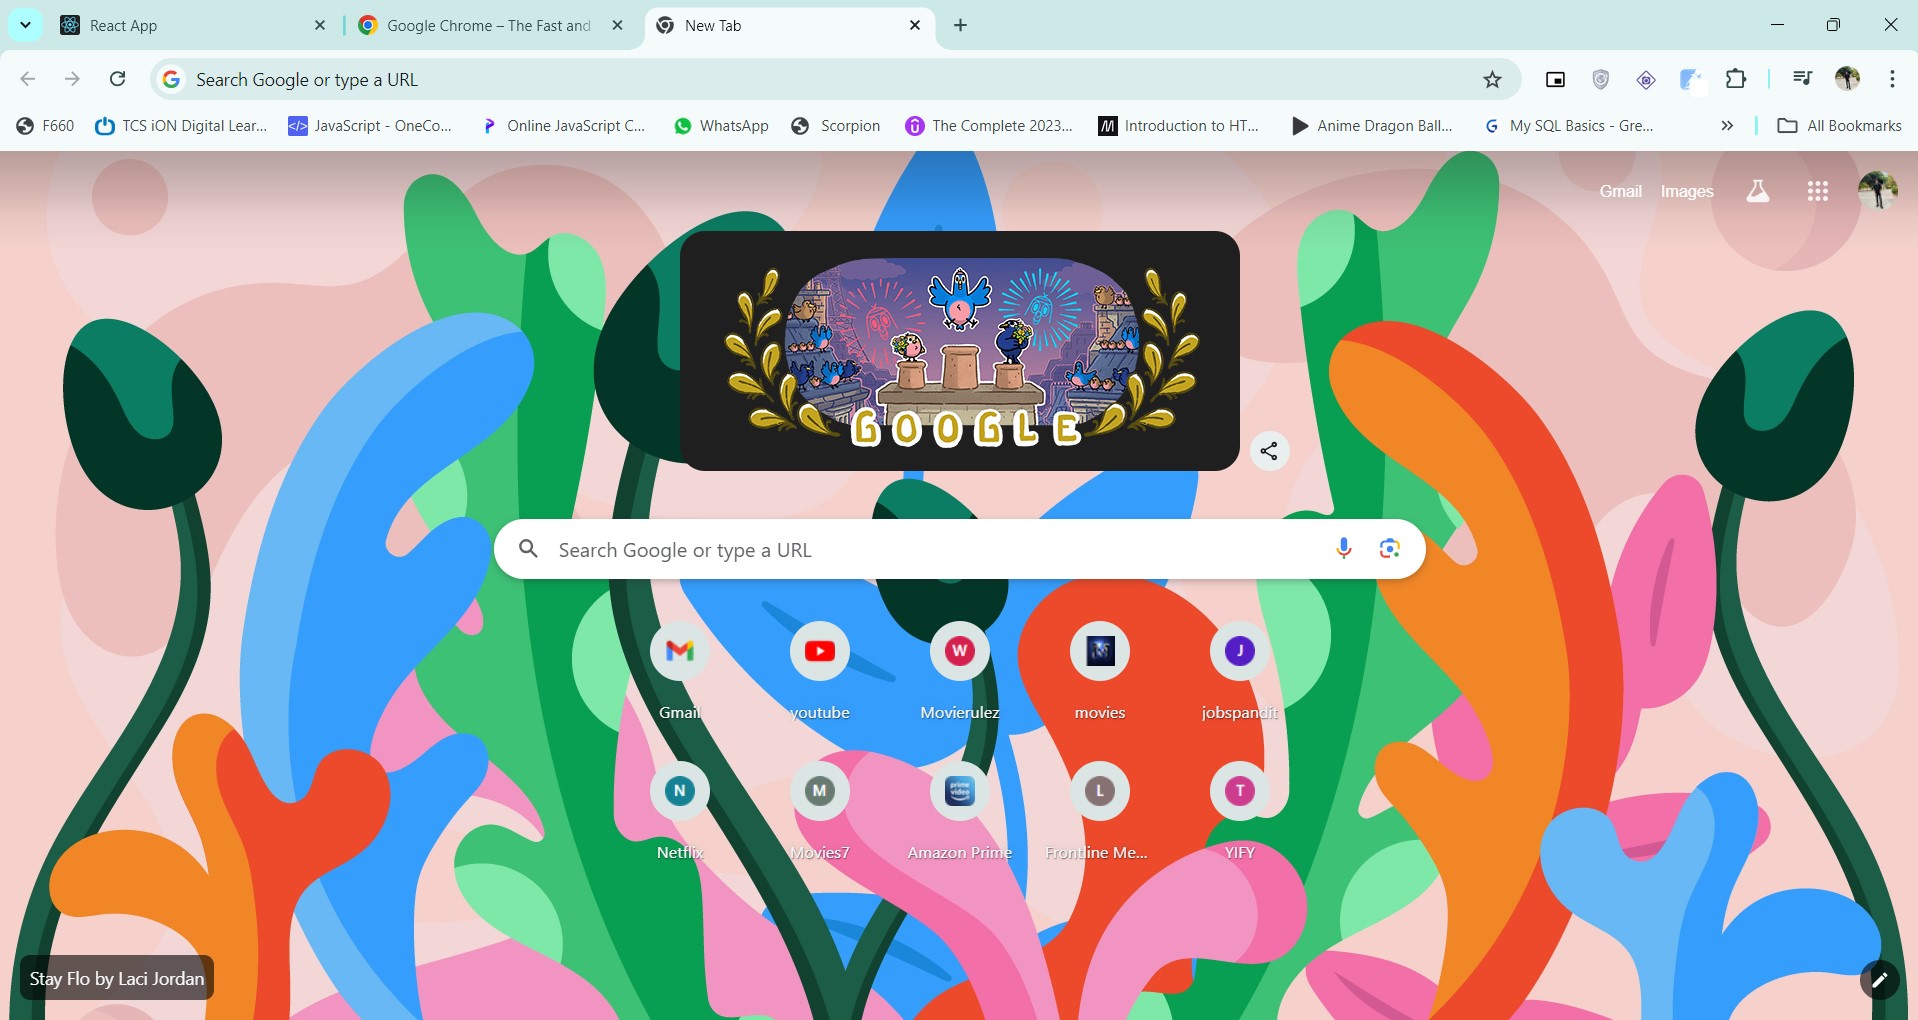 React App
Google Chrome – The Fast and
New Tab
Search Google or type a URL
F660
TCS iON Digital Lear...
JavaScript - OneCo...
Online JavaScript C...
WhatsApp
Scorpion
The Complete 2023...
Introduction to HT...
Anime Dragon Ball...
My SQL Basics - Gre...
All Bookmarks
Gmail
Images
GOOGLE
Search Google or type a URL
W
J
Gmail
youtube
Movierulez
movies
jobspandit
N
M
prime
video
L
T
Netflix
Movies7
Amazon Prime
Frontline Me...
YIFY
Stay Flo by Laci Jordan